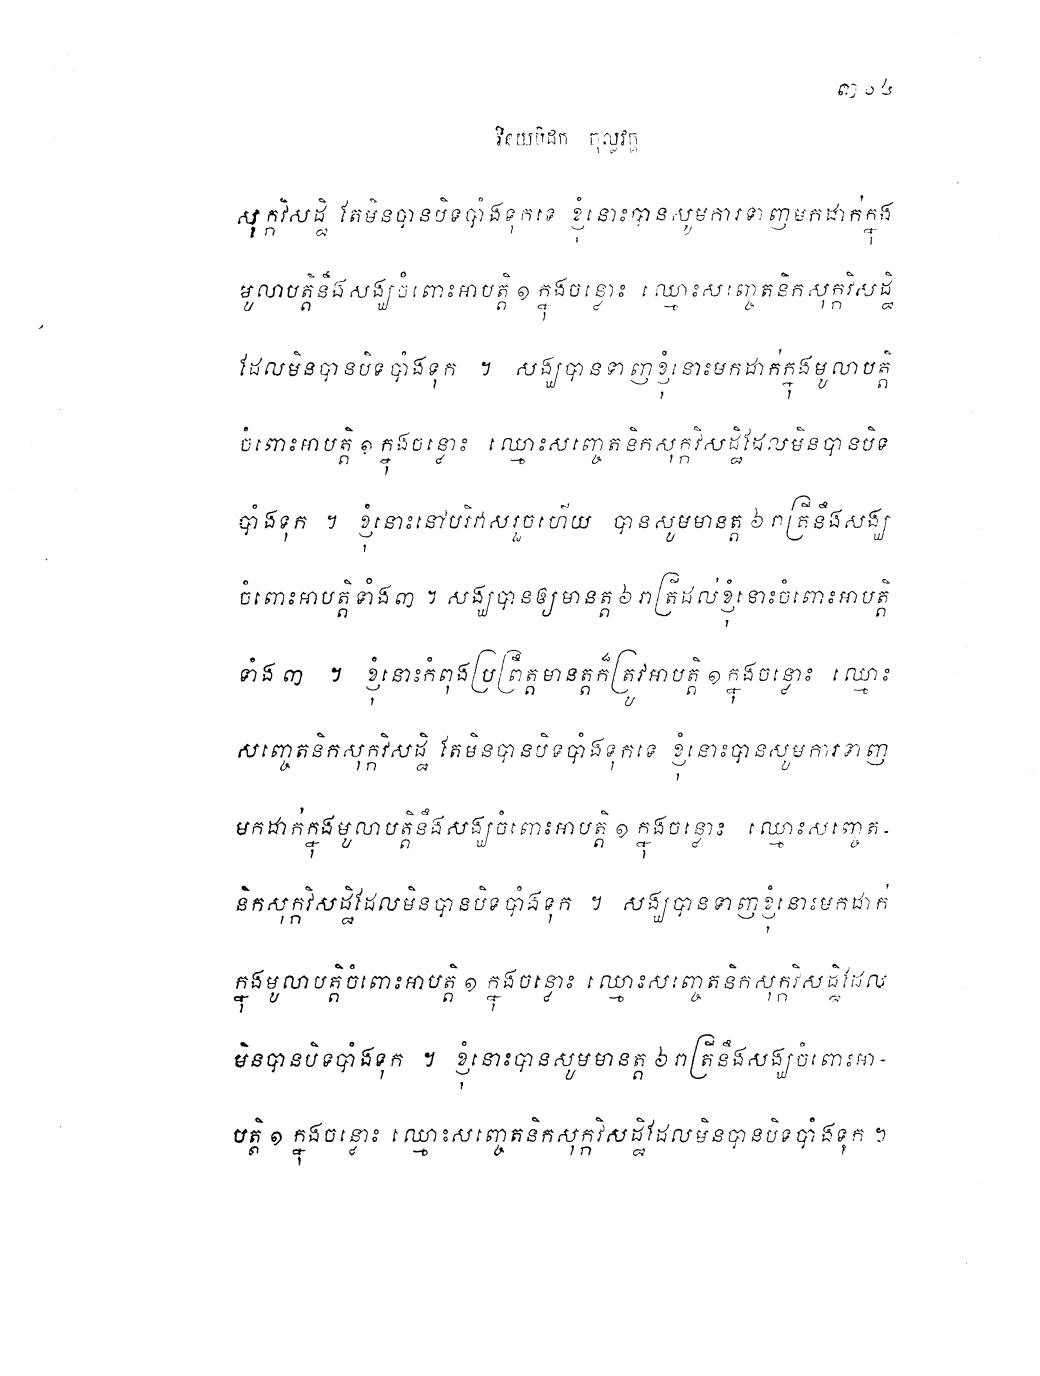 ៣១៤
វិនយបិដក ចុល្លវគ្គ
សុក្កវិសដ្ឋិ តែមិនបានបិទបាំងទុកទេ ខ្ញុំនោះបានសូមការទាញមកដាក់ក្នុង
មូលាបត្តិនឹងសង្ឃចំពោះអាបត្តិ ១ ក្នុងចន្លោះ ឈ្មោះសញ្ចេតនិកសុក្កវិសដ្ឋិ
ដែលមិនបានបិទបាំងទុក ។ សង្ឃបានទាញខ្ញុំនោះមកដាក់ក្នុងមូលាបត្តិ
ចំពោះអាបត្តិ ១ ក្នុងចន្លោះ ឈ្មោះសញ្ចេតនិកសុក្កវិសដ្ឋិដែលមិនបានបិទ
បាំងទុក ។ ខ្ញុំនោះនៅបរិវាសរួចហើយ បានសូមមានត្ត ៦ រាត្រីនឹងសង្ឃ
ចំពោះអាបត្តិទាំង៣ ។ សង្ឃបានឲ្យមានត្ត ៦ រាត្រីដល់ខ្ញុំនោះចំពោះអាបត្តិ
ទាំង ៣ ។ ខ្ញុំនោះកំពុងប្រព្រឹត្តមានត្តក៏ត្រូវអាបត្តិ ១ ក្នុងចន្លោះ ឈ្មោះ
សញ្ចេតនិកសុក្កវិសដ្ឋិ តែមិនបានបិទបាំងទុកទេ ខ្ញុំនោះបានសូមការទាញ
មកដាក់ក្នុងមូលាបត្តិនឹងសង្ឃចំពោះអាបត្តិ ១ ក្នុងចន្លោះ ឈ្មោះសញ្ចេត-
និកសុក្កវិសដ្ឋិដែលមិនបានបិទបាំងទុក ។ សង្ឃបានទាញខ្ញុំនោះមកដាក់
ក្នុងមូលាបត្តិចំពោះអាបត្តិ ១ ក្នុងចន្លោះ ឈ្មោះសញ្ចេតនិកសុក្កវិសដ្ឋិដែល
មិនបានបិទបាំងទុក ។ ខ្ញុំនោះបានសូមមានត្ត ៦ រាត្រីនឹងសង្ឃចំពោះអា-
បត្តិ ១ ក្នុងចន្លោះ ឈ្មោះសញ្ចេតនិកសុក្កវិសដ្ឋិដែលមិនបានបិទបាំងទុក ។